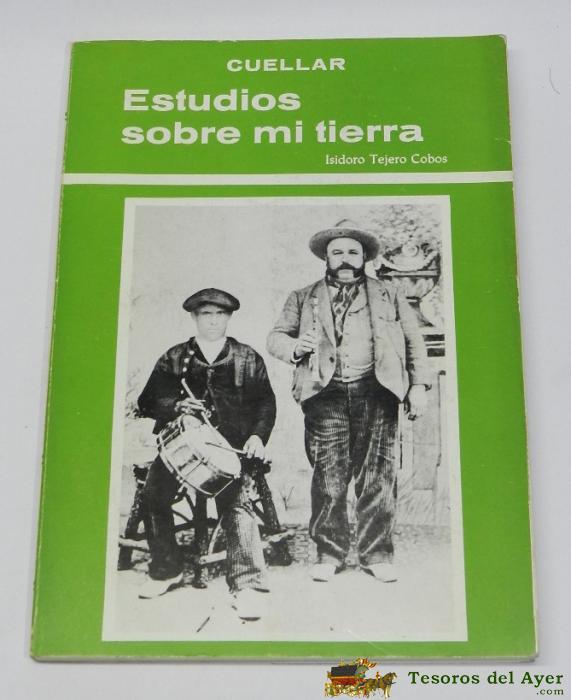 CUELLAR
Estudios
sobre mi tierra
Isidoro Tejero Cobos
Tesoros del Ayer
.com